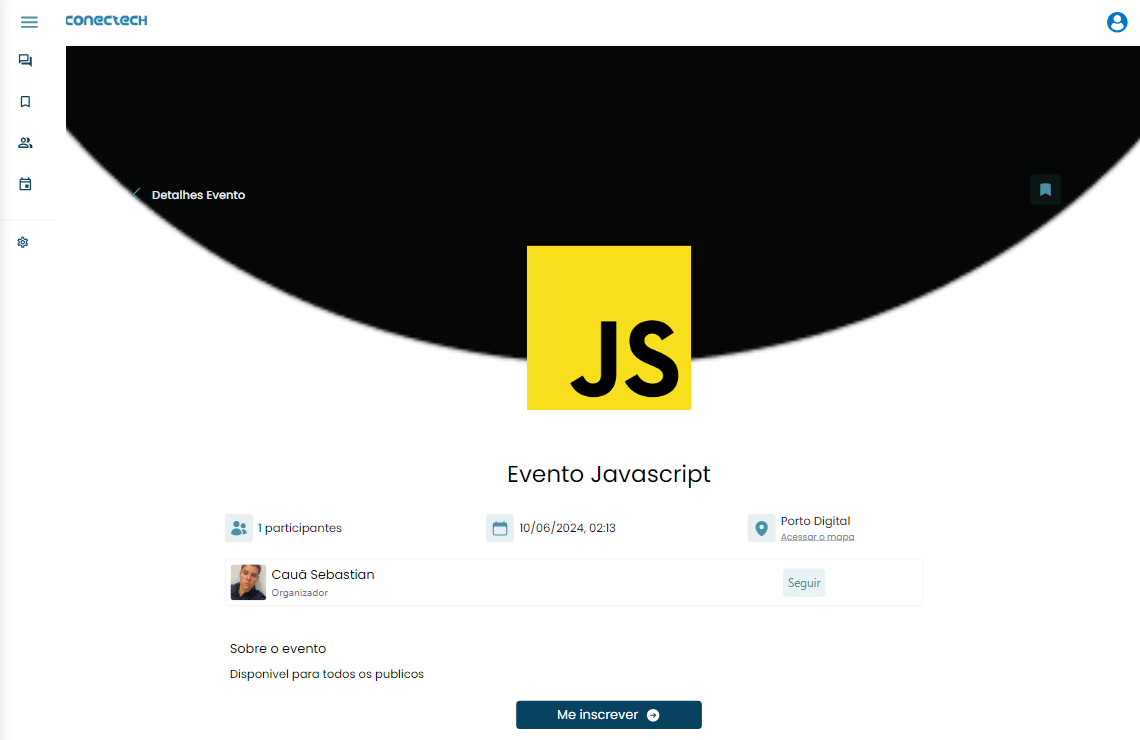 conectech
Detalhes Evento
JS
Evento Javascript
1 participantes
10/06/2024, 02:13
Porto Digital
Acessar o mapa
Cauã Sebastian
Organizador
Seguir
Sobre o evento
Disponivel para todos os publicos
Me inscrever